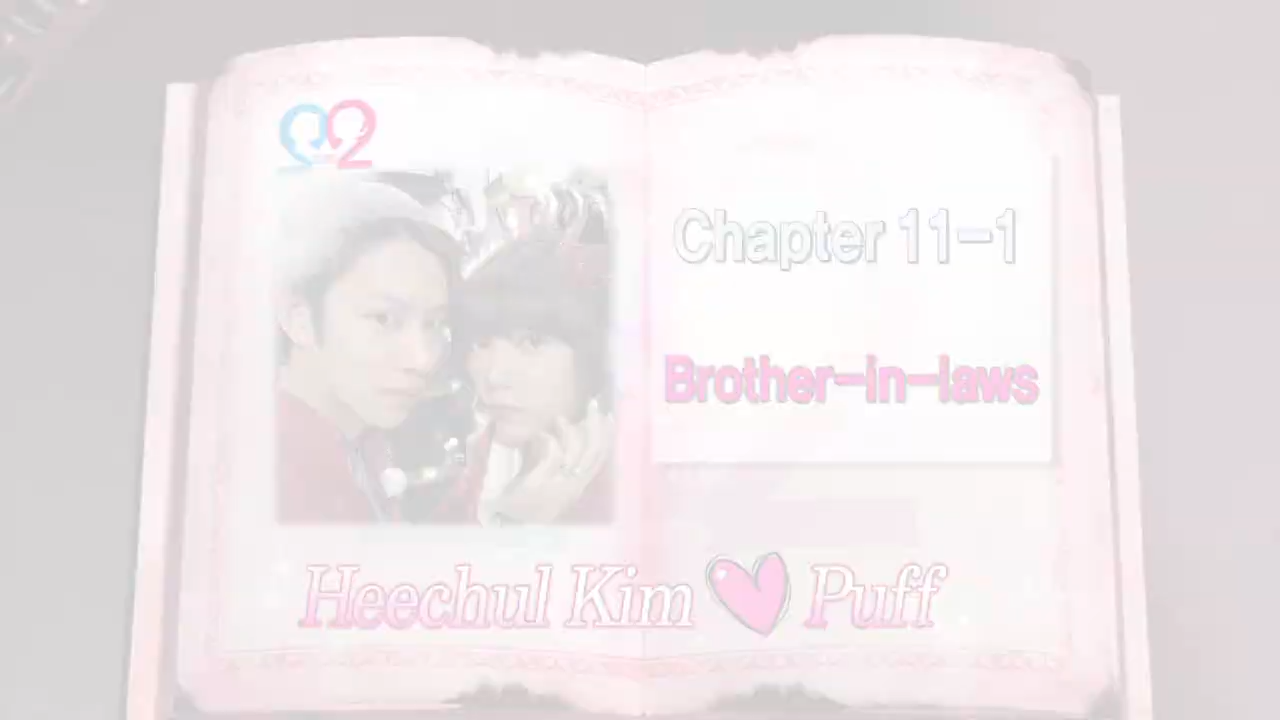 Chapter 11-1
Brother-in-laws
Heechul Kim ♥ Puff